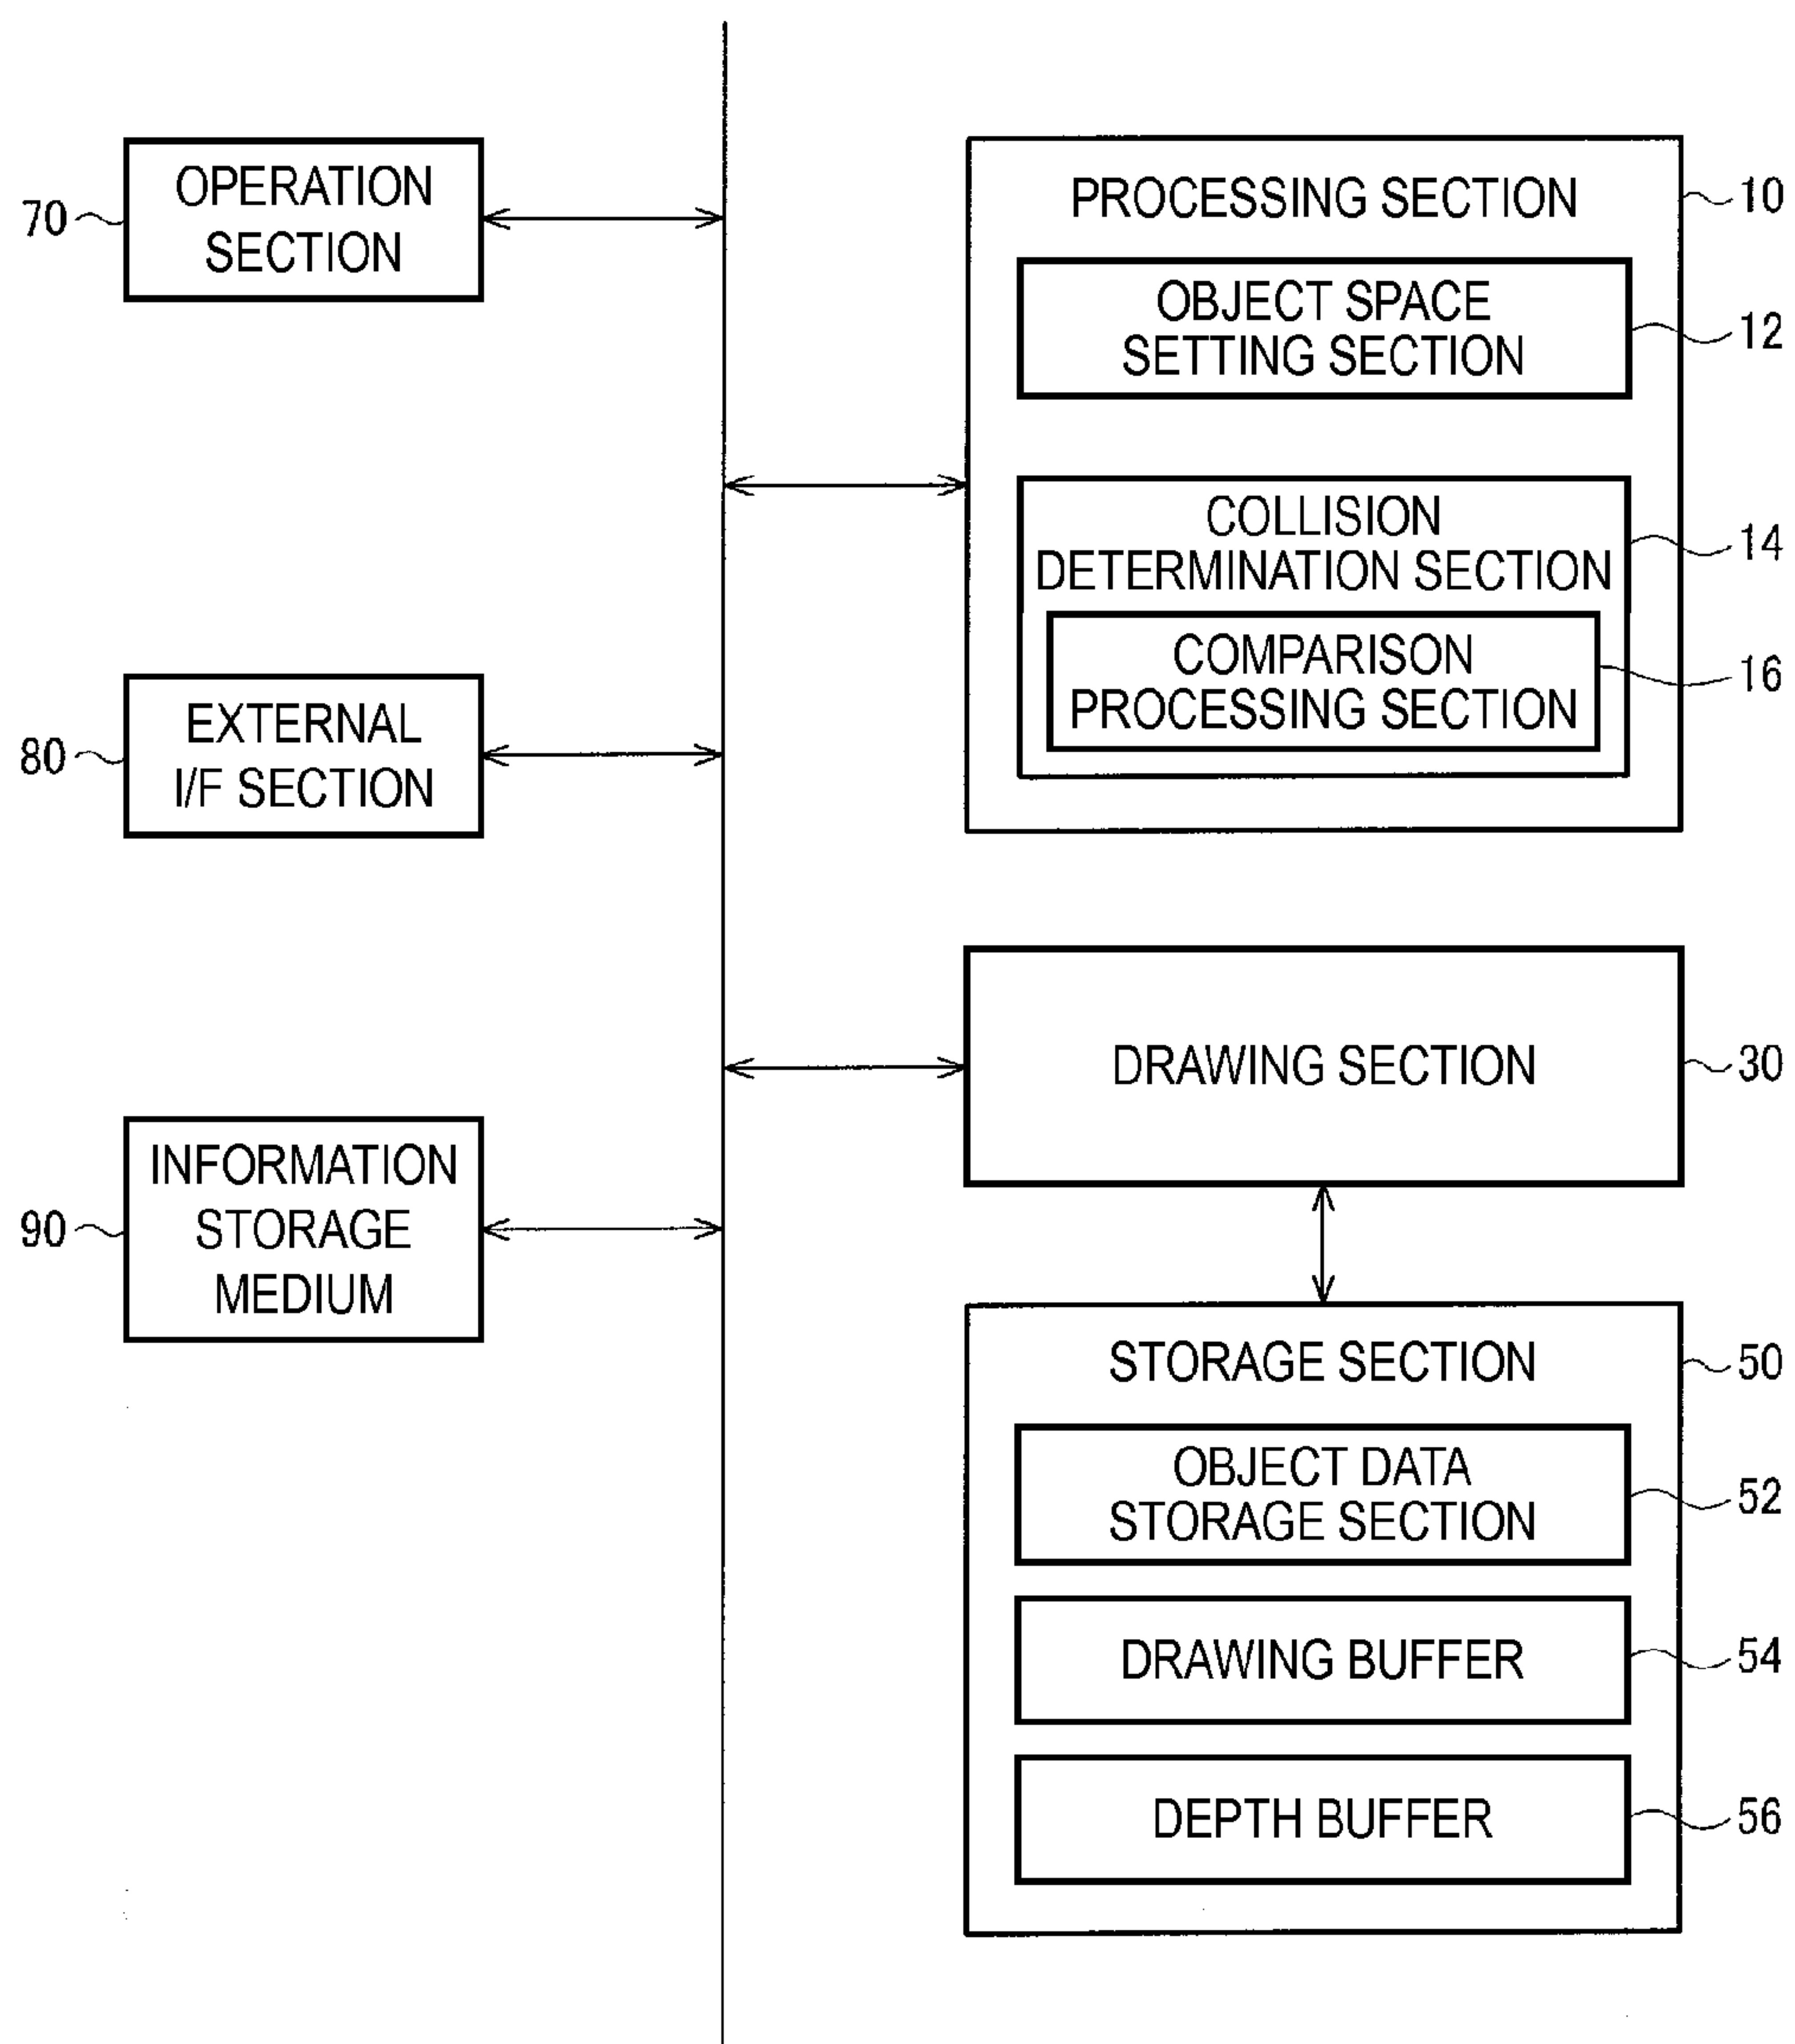 OPERATION
SECTION
70
PROCESSING SECTION
10
OBJECT SPACE
SETTING SECTION
12
COLLISION
DETERMINATION SECTION
14
COMPARISON
PROCESSING SECTION
16
EXTERNAL
I/F SECTION
80
DRAWING SECTION
30
INFORMATION
STORAGE
MEDIUM
90
STORAGE SECTION
50
OBJECT DATA
STORAGE SECTION
52
DRAWING BUFFER
54
DEPTH BUFFER
56